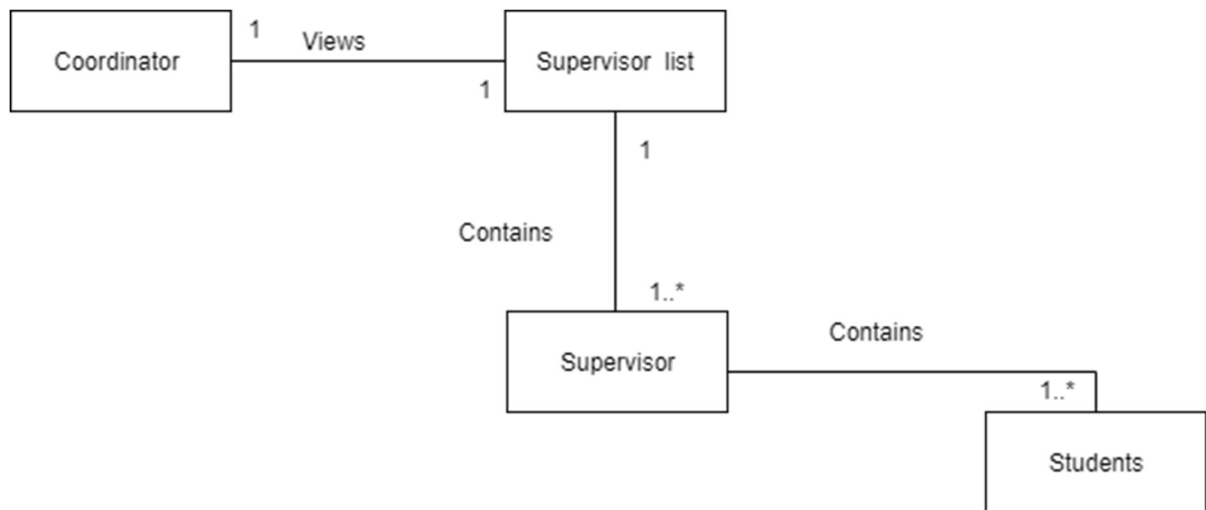 1
Views
Coordinator
Supervisor list
1
1
Contains
1..*
Contains
Supervisor
1..*
Students